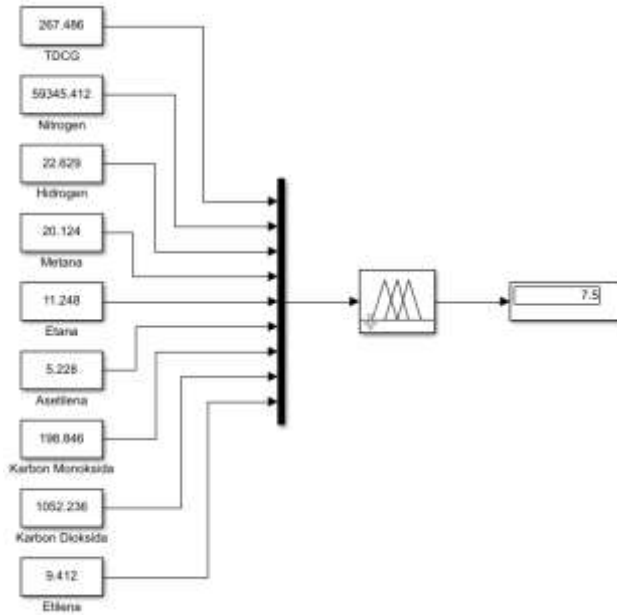 267.486
TDCG
59345.412
Nitrogen
22.629
Hidrogen
20.124
Metana
11.248
Etana
5.228
Asetilena
198.846
Karbon Monoksida
1052.236
Karbon Dioksida
9.412
Etilena
7.5